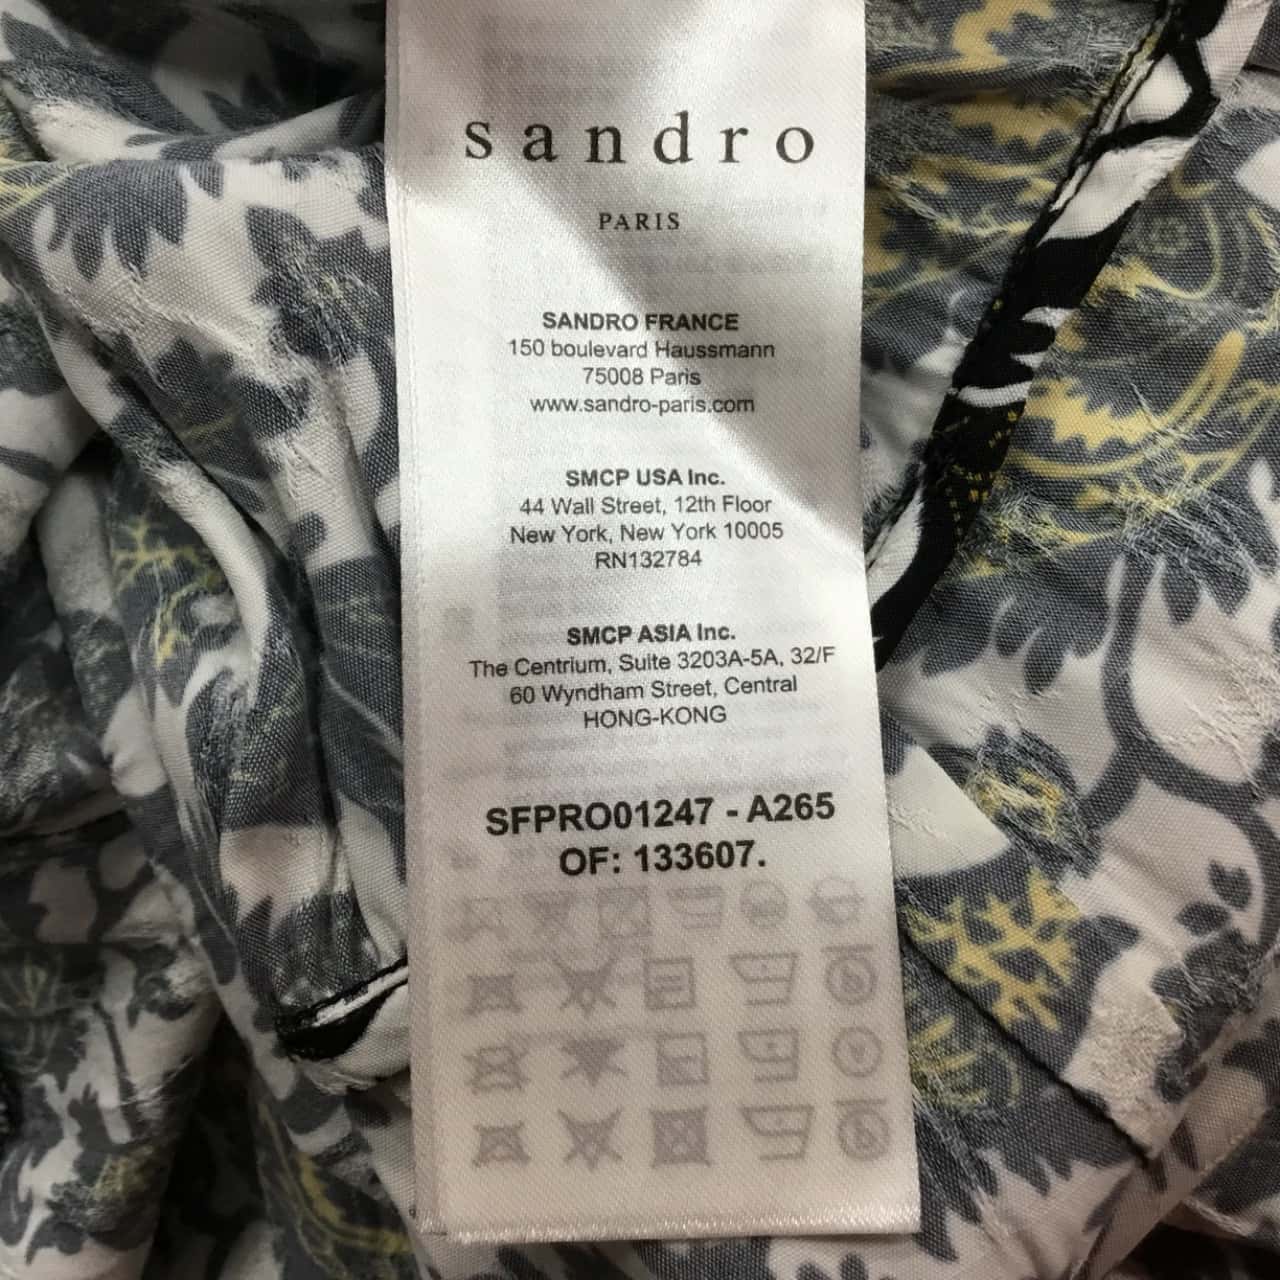 sandro
PARIS
SANDRO FRANCE
150 boulevard Haussmann
75008 Paris
www.sandro-paris.com
SMCP USA Inc.
44 Wall Street, 12th Floor
New York, New York 10005
RN132784
SMCP ASIA Inc.
The Centrium, Suite 3203A-5A, 32/F
60 Wyndham Street, Central
HONG-KONG
SFPRO01247 - A265
OF: 133607.